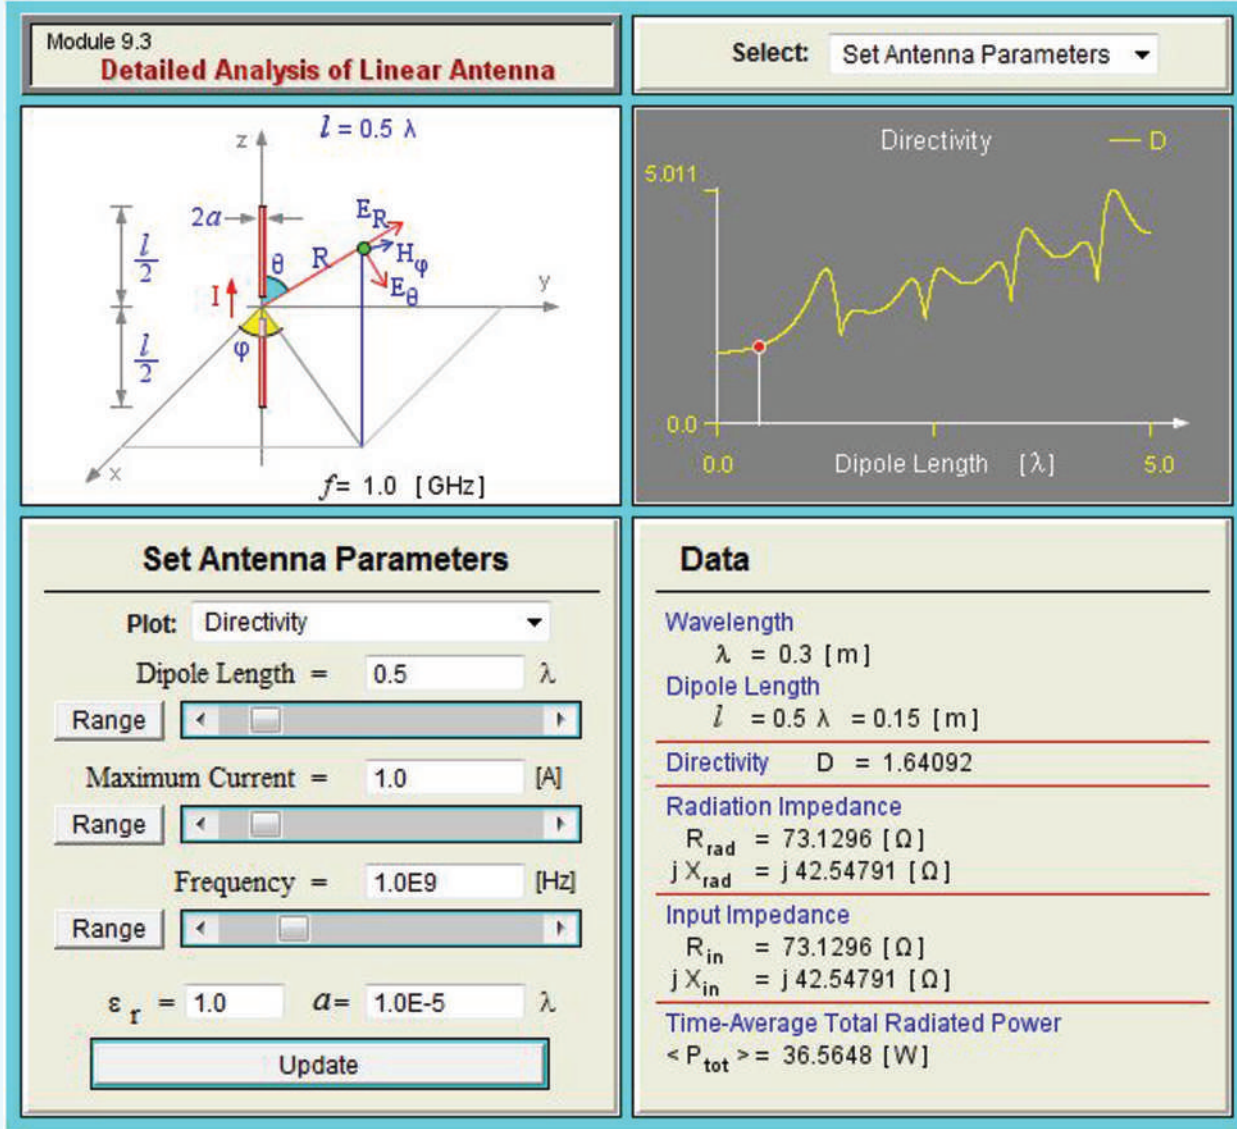 Module 9.3
Detailed Analysis of Linear Antenna
Select: Set Antenna Parameters
l = 0.5 λ
z
2a
E_R
l/2
θ
R
H_φ
E_θ
y
I
φ
l/2
x
f= 1.0 [GHz]
Directivity
D
5.011
0.0
0.0
Dipole Length [λ]
5.0
Set Antenna Parameters
Plot: Directivity
Dipole Length = 0.5 λ
Range
Maximum Current = 1.0 [A]
Range
Frequency = 1.0E9 [Hz]
Range
ε_r = 1.0 a= 1.0E-5 λ
Update
Data
Wavelength
λ = 0.3 [m]
Dipole Length
l = 0.5 λ = 0.15 [m]
Directivity D = 1.64092
Radiation Impedance
R_rad = 73.1296 [Ω]
j X_rad = j 42.54791 [Ω]
Input Impedance
R_in = 73.1296 [Ω]
j X_in = j 42.54791 [Ω]
Time-Average Total Radiated Power
< P_tot > = 36.5648 [W]